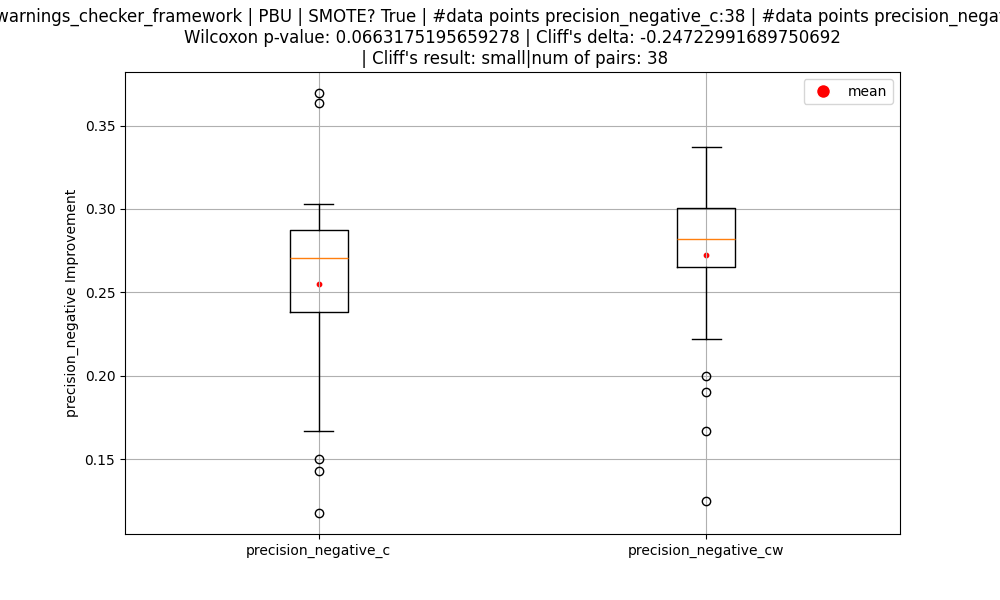 warnings_checker_framework | PBU | SMOTE? True | #data points precision_negative_c:38 | #data points
Wilcoxon p-value: 0.0663175195659278 | Cliff's delta: -0.24722991689750692
| Cliff's result: small|num of pairs: 38
mean
0.35
0.30
0.25
0.20
0.15
precision_negative Improvement
precision_negative_c
precision_negative_cw